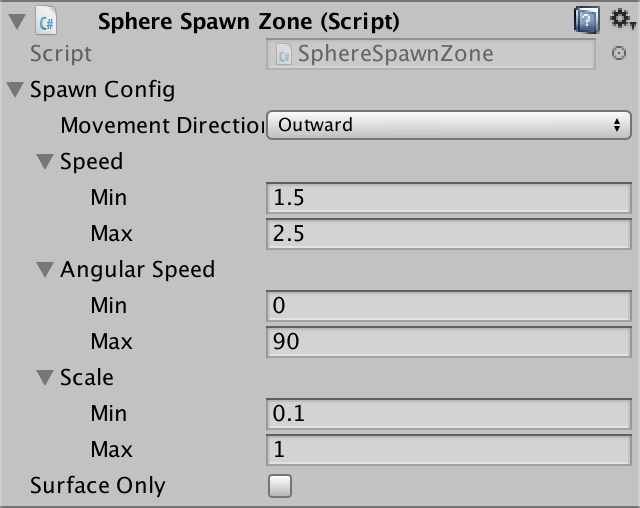 Sphere Spawn Zone (Script)
Script SphereSpawnZone
Spawn Config
Movement Direction Outward
Speed
Min 1.5
Max 2.5
Angular Speed
Min 0
Max 90
Scale
Min 0.1
Max 1
Surface Only